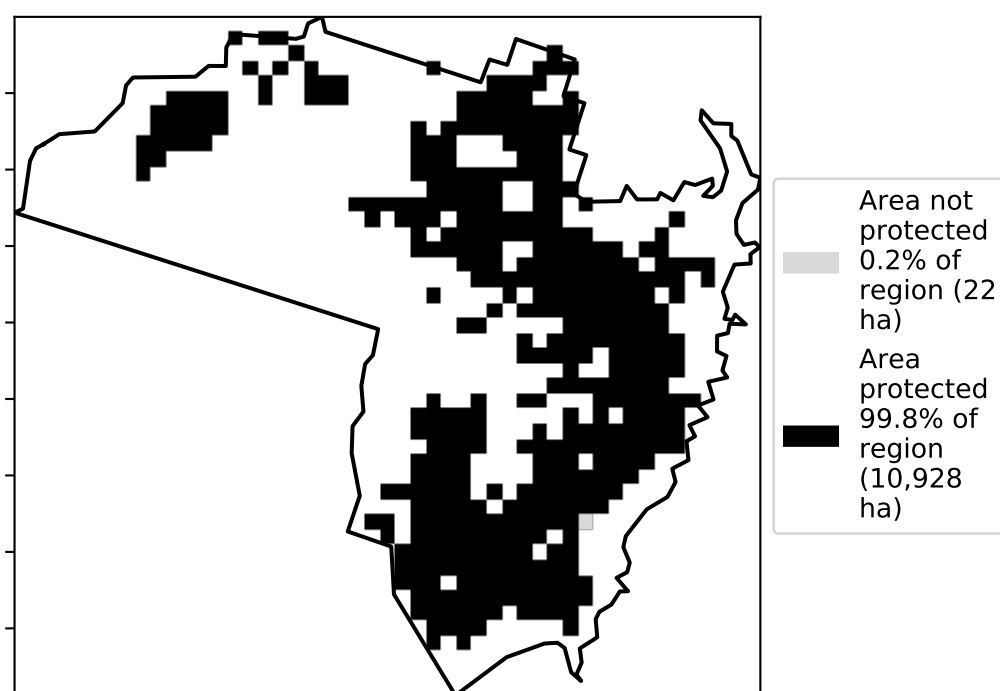 Area not
protected
0.2% of
region (22
ha)
Area
protected
99.8% of
region
(10,928
ha)